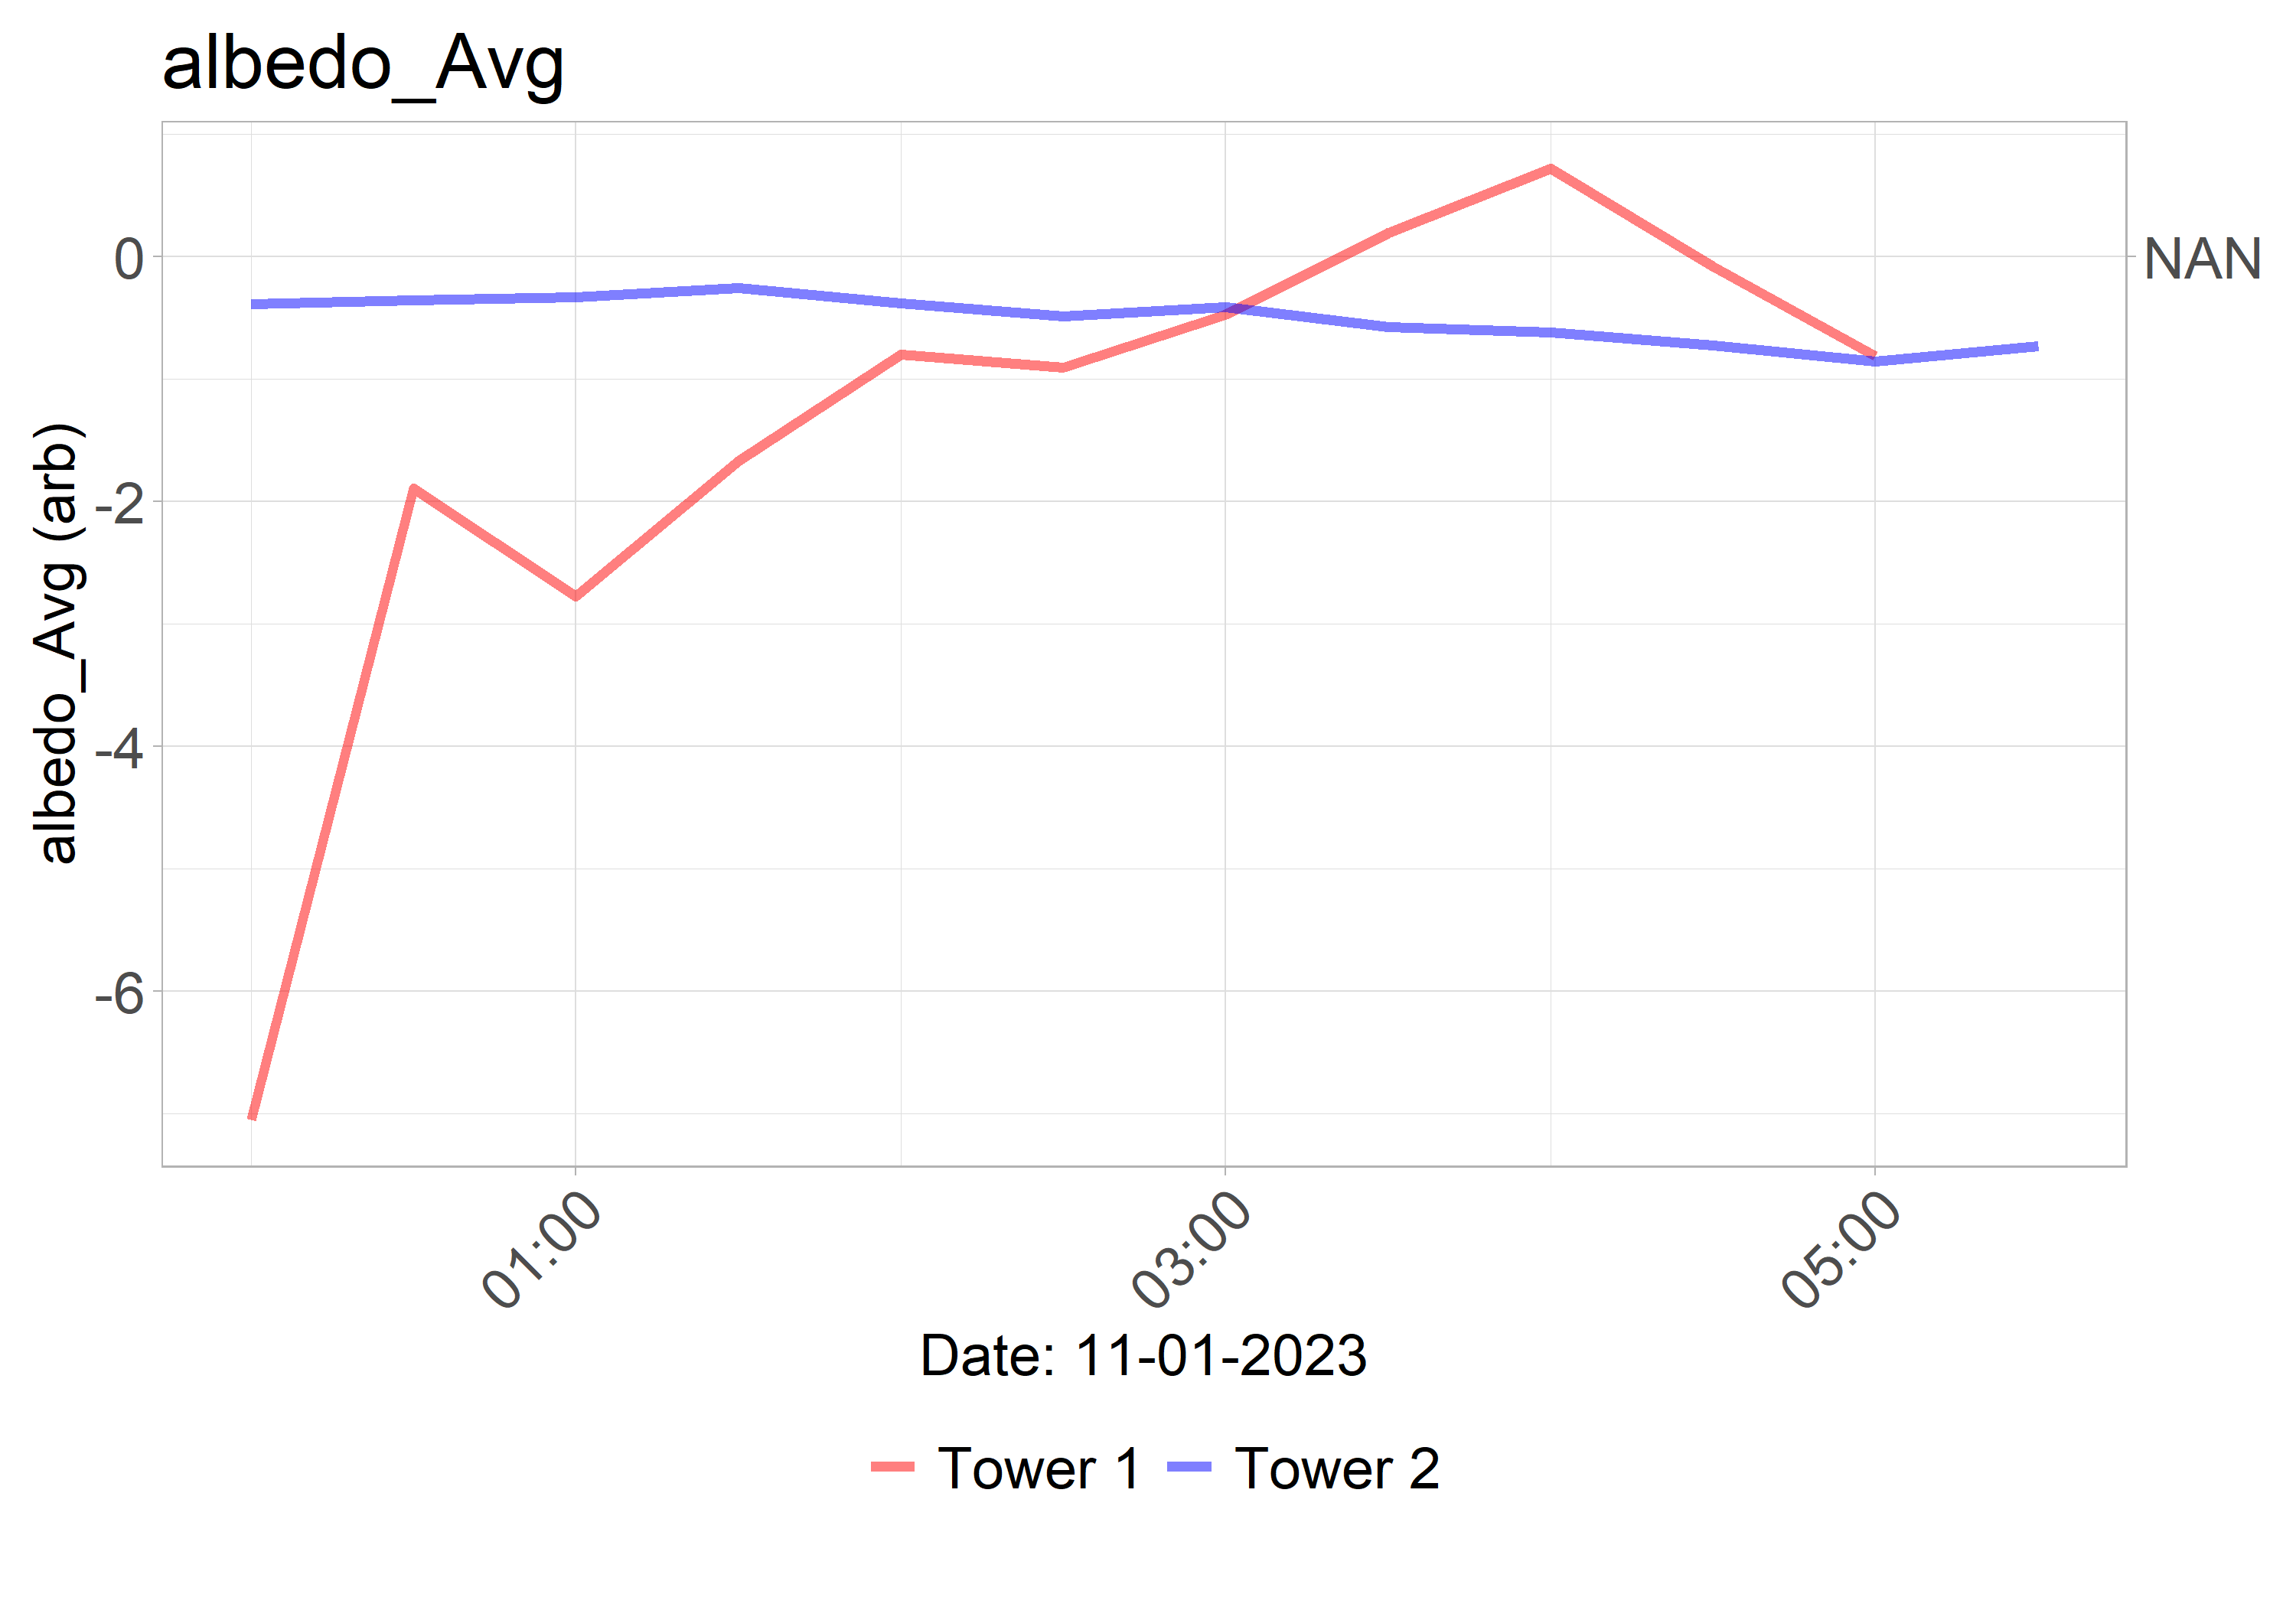 albedo_Avg
albedo_Avg (arb)
0
-2
-4
-6
NAN
01:00
03:00
05:00
Date: 11-01-2023
Tower 1
Tower 2